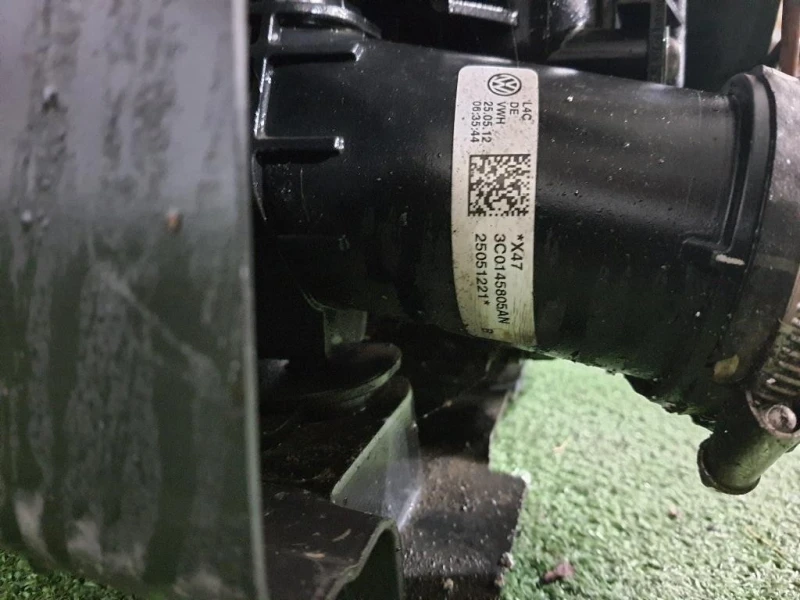 L4C
DE
VWH
25.05.12
06:35:44
*X47
3C0145805AN
25051221*